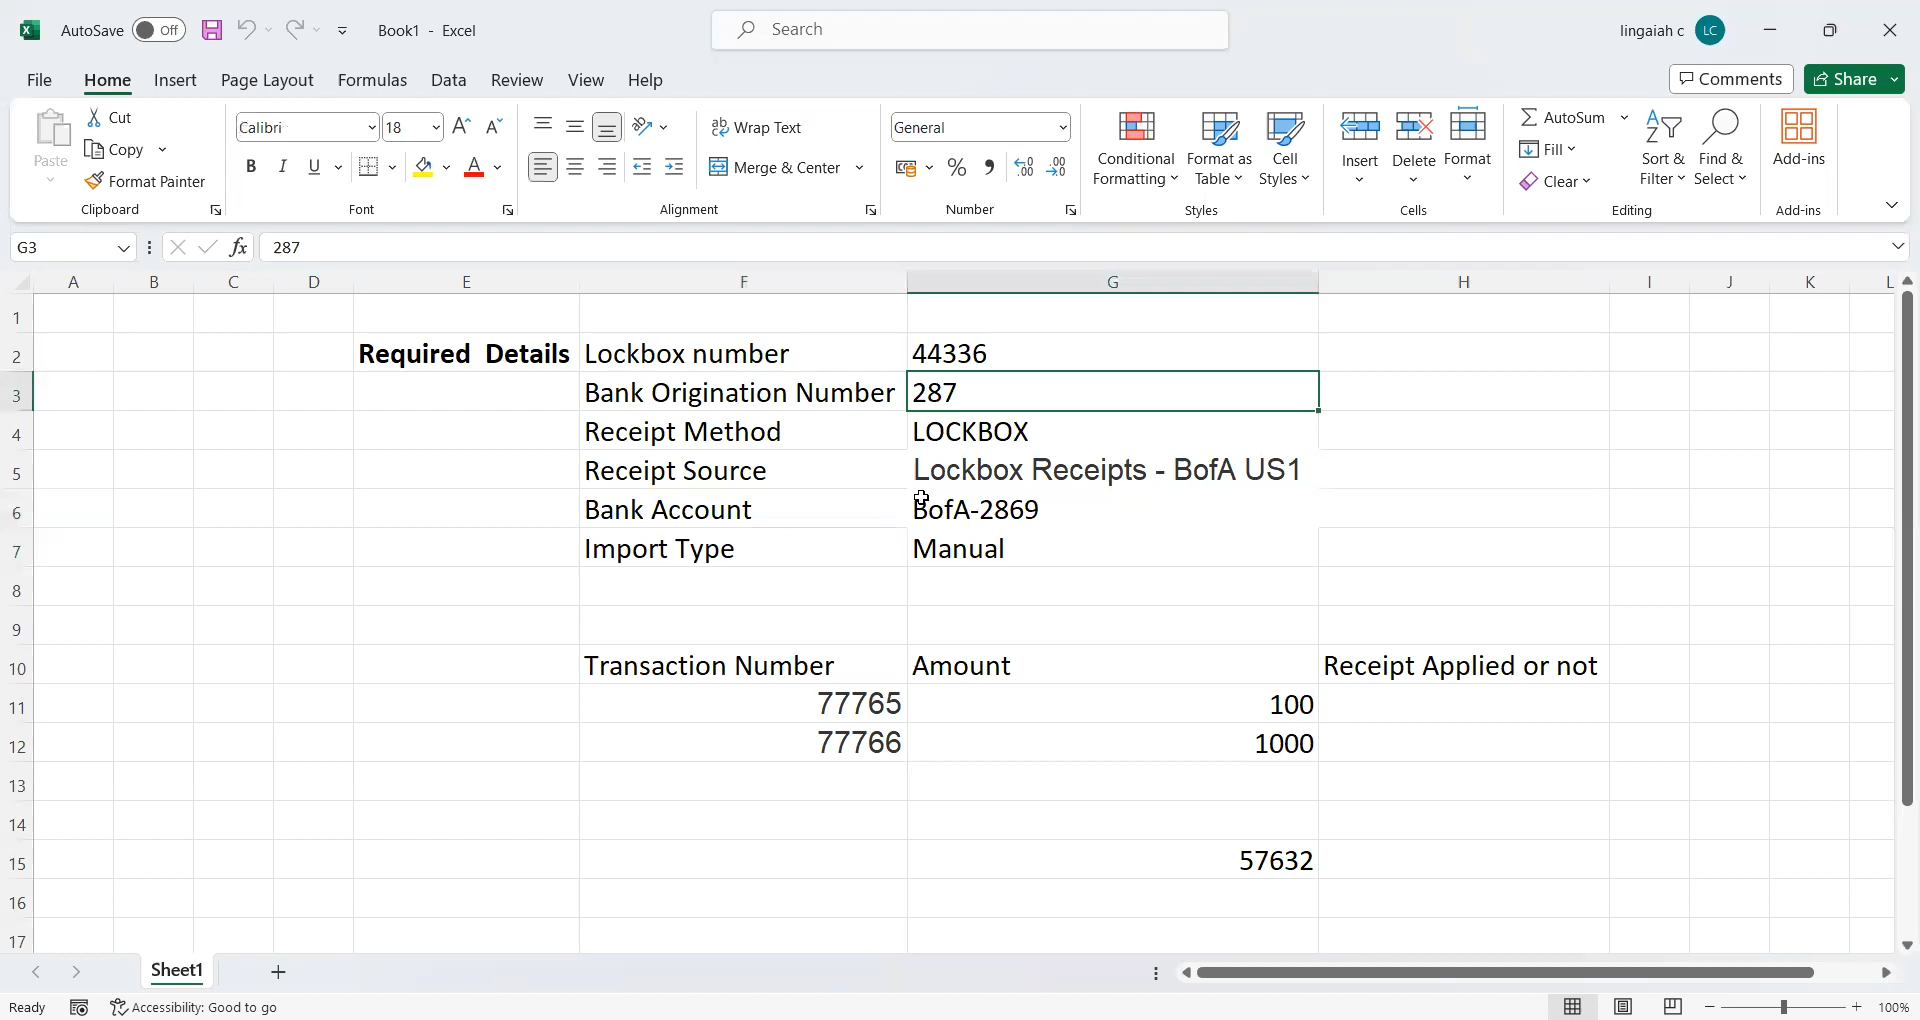 AutoSave Off Book1 - Excel Search lingaiah c LC
File Home Insert Page Layout Formulas Data Review View Help Comments Share
Paste Cut Copy Format Painter Clipboard
Calibri 18 A A B I U A Font
ab Wrap Text Merge & Center Alignment
General % , .00 .00 Number
Conditional Formatting Format as Table Cell Styles Styles
Insert Delete Format Cells
AutoSum Fill Clear Sort & Filter Find & Select Editing
Add-ins Add-ins
G3 fx 287
A B C D E F G H I J K L
1
2 Required Details Lockbox number 44336
3 Bank Origination Number 287
4 Receipt Method LOCKBOX
5 Receipt Source Lockbox Receipts - BofA US1
6 Bank Account BofA-2869
7 Import Type Manual
8
9
10 Transaction Number Amount Receipt Applied or not
11 77765 100
12 77766 1000
13
14
15 57632
16
17
Sheet1 +
Ready Accessibility: Good to go 100%